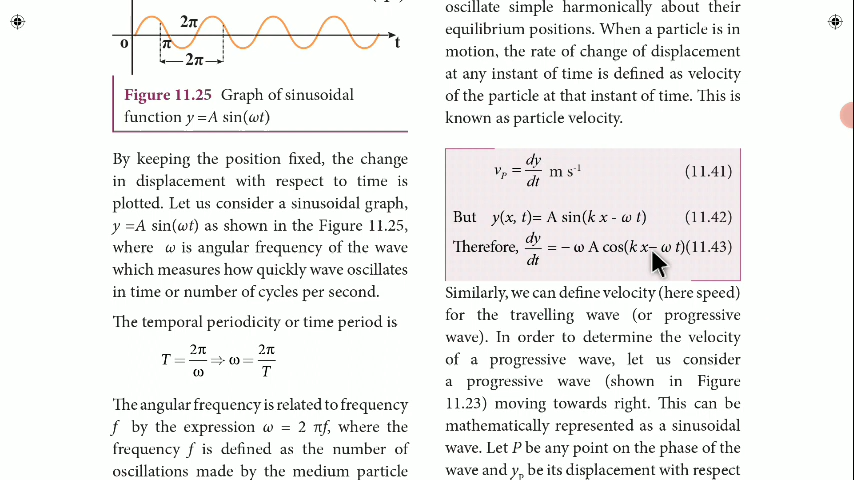 2π
o
π
t
2π
Figure 11.25 Graph of sinusoidal
function y =A sin(ωt)
By keeping the position fixed, the change
in displacement with respect to time is
plotted. Let us consider a sinusoidal graph,
y =A sin(ωt) as shown in the Figure 11.25,
where ω is angular frequency of the wave
which measures how quickly wave oscillates
in time or number of cycles per second.
The temporal periodicity or time period is
T = 2π/ω ⇒ ω = 2π/T
The angular frequency is related to frequency
f by the expression ω = 2 πf, where the
frequency f is defined as the number of
oscillations made by the medium particle
oscillate simple harmonically about their
equilibrium positions. When a particle is in
motion, the rate of change of displacement
at any instant of time is defined as velocity
of the particle at that instant of time. This is
known as particle velocity.
vₚ = dy/dt m s⁻¹ (11.41)
But y(x, t)= A sin(k x - ω t) (11.42)
Therefore, dy/dt = − ω A cos(k x− ω t)(11.43)
Similarly, we can define velocity (here speed)
for the travelling wave (or progressive
wave). In order to determine the velocity
of a progressive wave, let us consider
a progressive wave (shown in Figure
11.23) moving towards right. This can be
mathematically represented as a sinusoidal
wave. Let P be any point on the phase of the
wave and yₚ be its displacement with respect